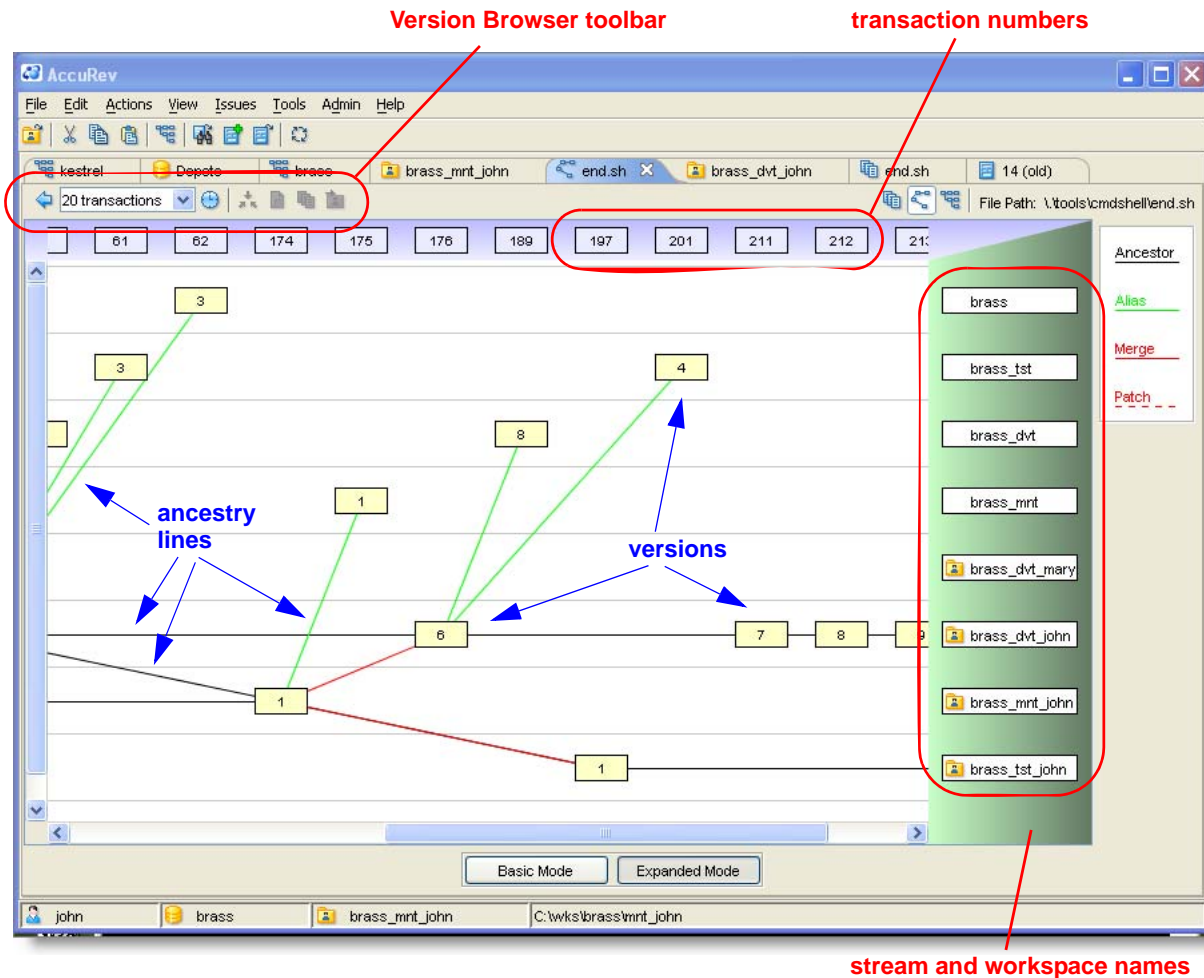 Version Browser toolbar
transaction numbers
AccuRev
File Edit Actions View Issues Tools Admin Help
kestrel Depots brass brass_mnt_john end.sh brass_dvt_john end.sh 14 (old)
20 transactions File Path: \.\tools\cmdshell\end.sh
61 62 174 175 176 189 197 201 211 212
Ancestor
3 brass Alias
3 4 brass_tst Merge
Patch
8 brass_dvt
1 brass_mnt
ancestry
lines
versions
brass_dvt_mary
6 7 8 9 brass_dvt_john
1 brass_mnt_john
1 brass_tst_john
Basic Mode Expanded Mode
john brass brass_mnt_john C:\wks\brass\mnt_john
stream and workspace names